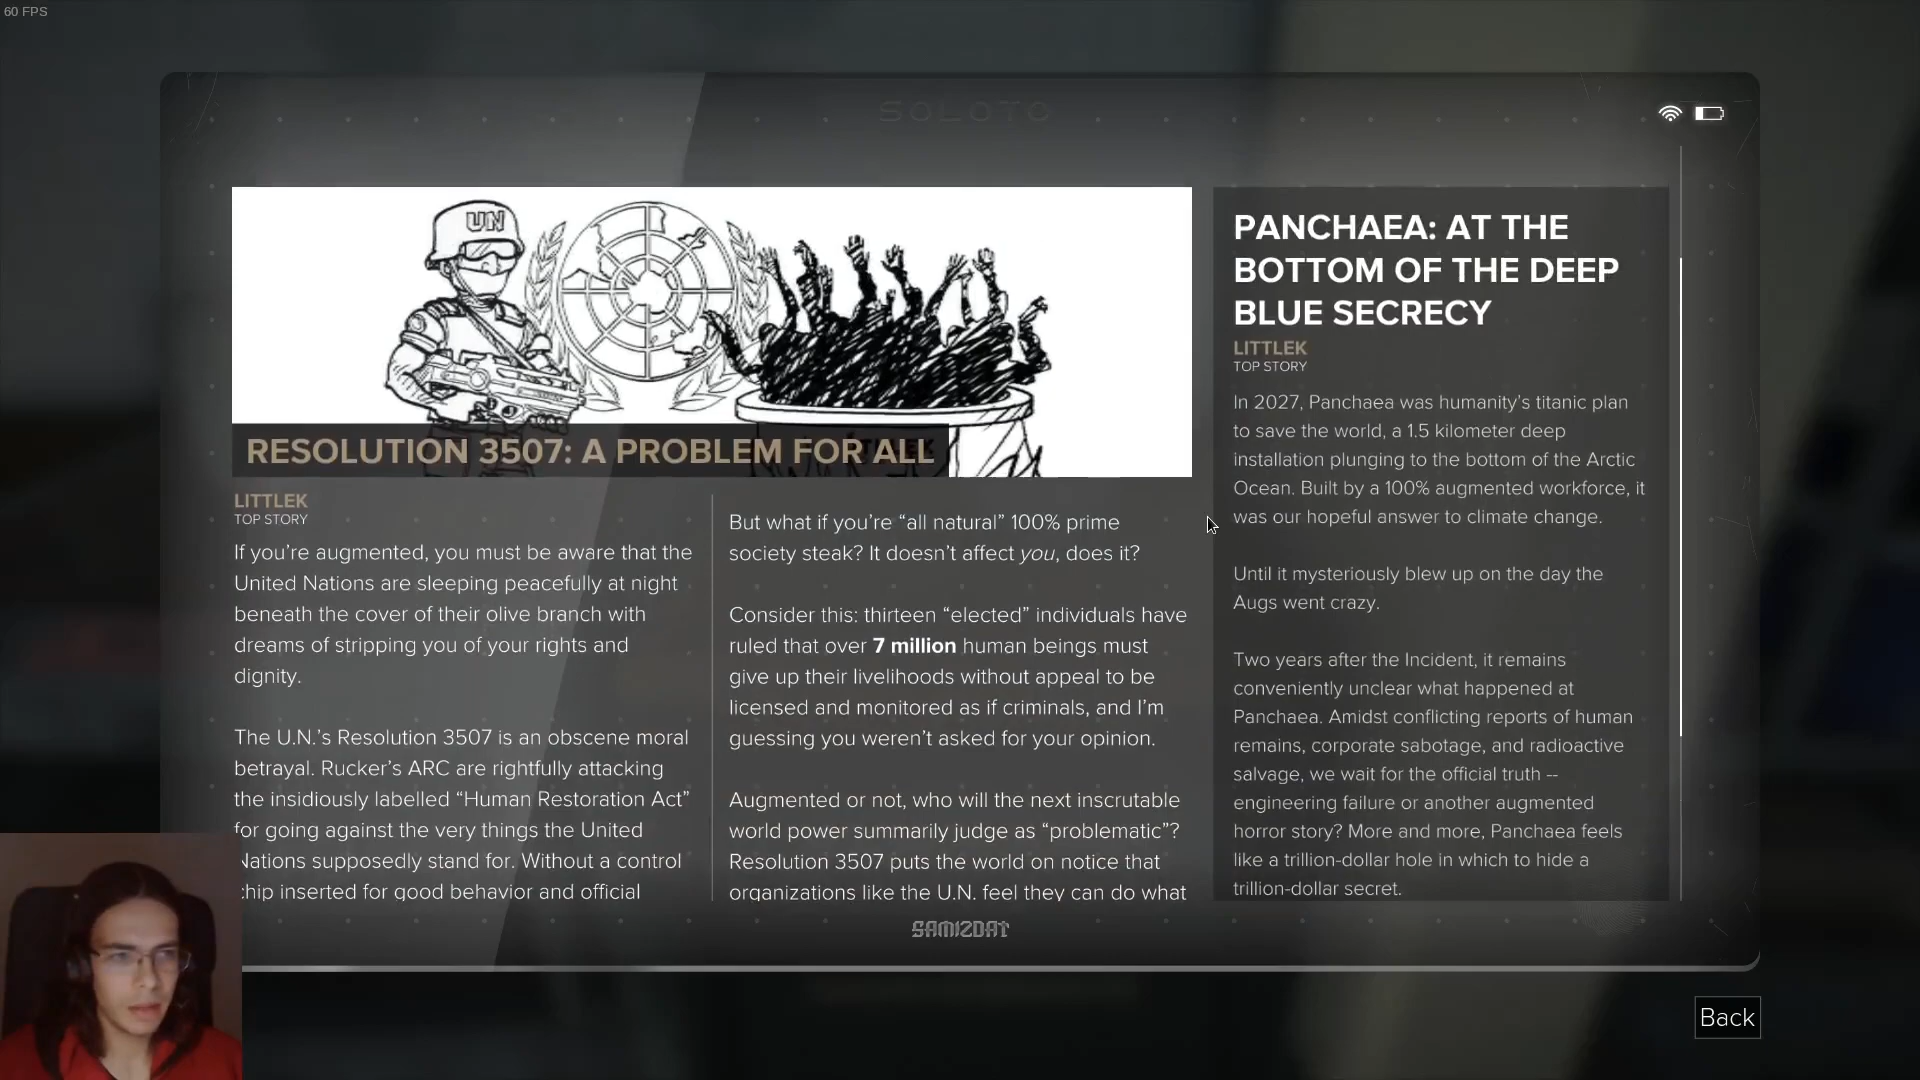 60 FPS
SOLOTO
UN
RESOLUTION 3507: A PROBLEM FOR ALL
LITTLEK
TOP STORY
If you’re augmented, you must be aware that the
United Nations are sleeping peacefully at night
beneath the cover of their olive branch with
dreams of stripping you of your rights and
dignity.
The U.N.’s Resolution 3507 is an obscene moral
betrayal. Rucker’s ARC are rightfully attacking
the insidiously labelled “Human Restoration Act”
for going against the very things the United
Nations supposedly stand for. Without a control
chip inserted for good behavior and official
But what if you’re “all natural” 100% prime
society steak? It doesn’t affect you, does it?
Consider this: thirteen “elected” individuals have
ruled that over 7 million human beings must
give up their livelihoods without appeal to be
licensed and monitored as if criminals, and I’m
guessing you weren’t asked for your opinion.
Augmented or not, who will the next inscrutable
world power summarily judge as “problematic”?
Resolution 3507 puts the world on notice that
organizations like the U.N. feel they can do what
PANCHAEA: AT THE
BOTTOM OF THE DEEP
BLUE SECRECY
LITTLEK
TOP STORY
In 2027, Panchaea was humanity’s titanic plan
to save the world, a 1.5 kilometer deep
installation plunging to the bottom of the Arctic
Ocean. Built by a 100% augmented workforce, it
was our hopeful answer to climate change.
Until it mysteriously blew up on the day the
Augs went crazy.
Two years after the Incident, it remains
conveniently unclear what happened at
Panchaea. Amidst conflicting reports of human
remains, corporate sabotage, and radioactive
salvage, we wait for the official truth --
engineering failure or another augmented
horror story? More and more, Panchaea feels
like a trillion-dollar hole in which to hide a
trillion-dollar secret.
SAMIZDAT
Back